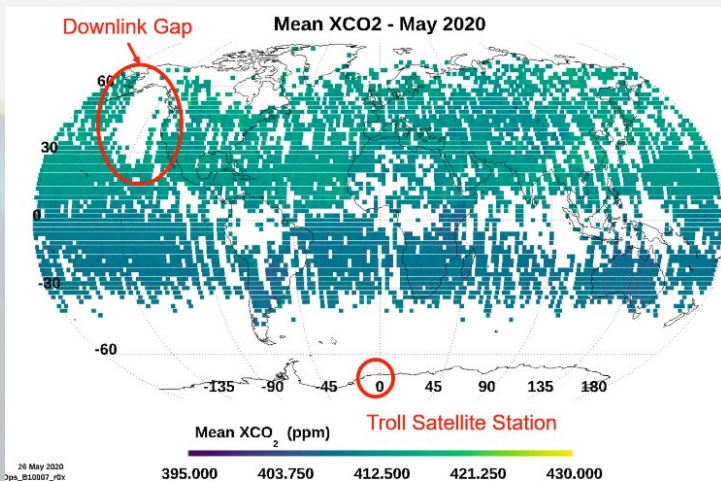 Downlink Gap
Mean XCO2 - May 2020
60
30
0
-30
-60
-135 -90 -45 0 45 90 135 180
Troll Satellite Station
Mean XCO2 (ppm)
395.000 403.750 412.500 421.250 430.000
26 May 2020
Ops_B10007_r0x